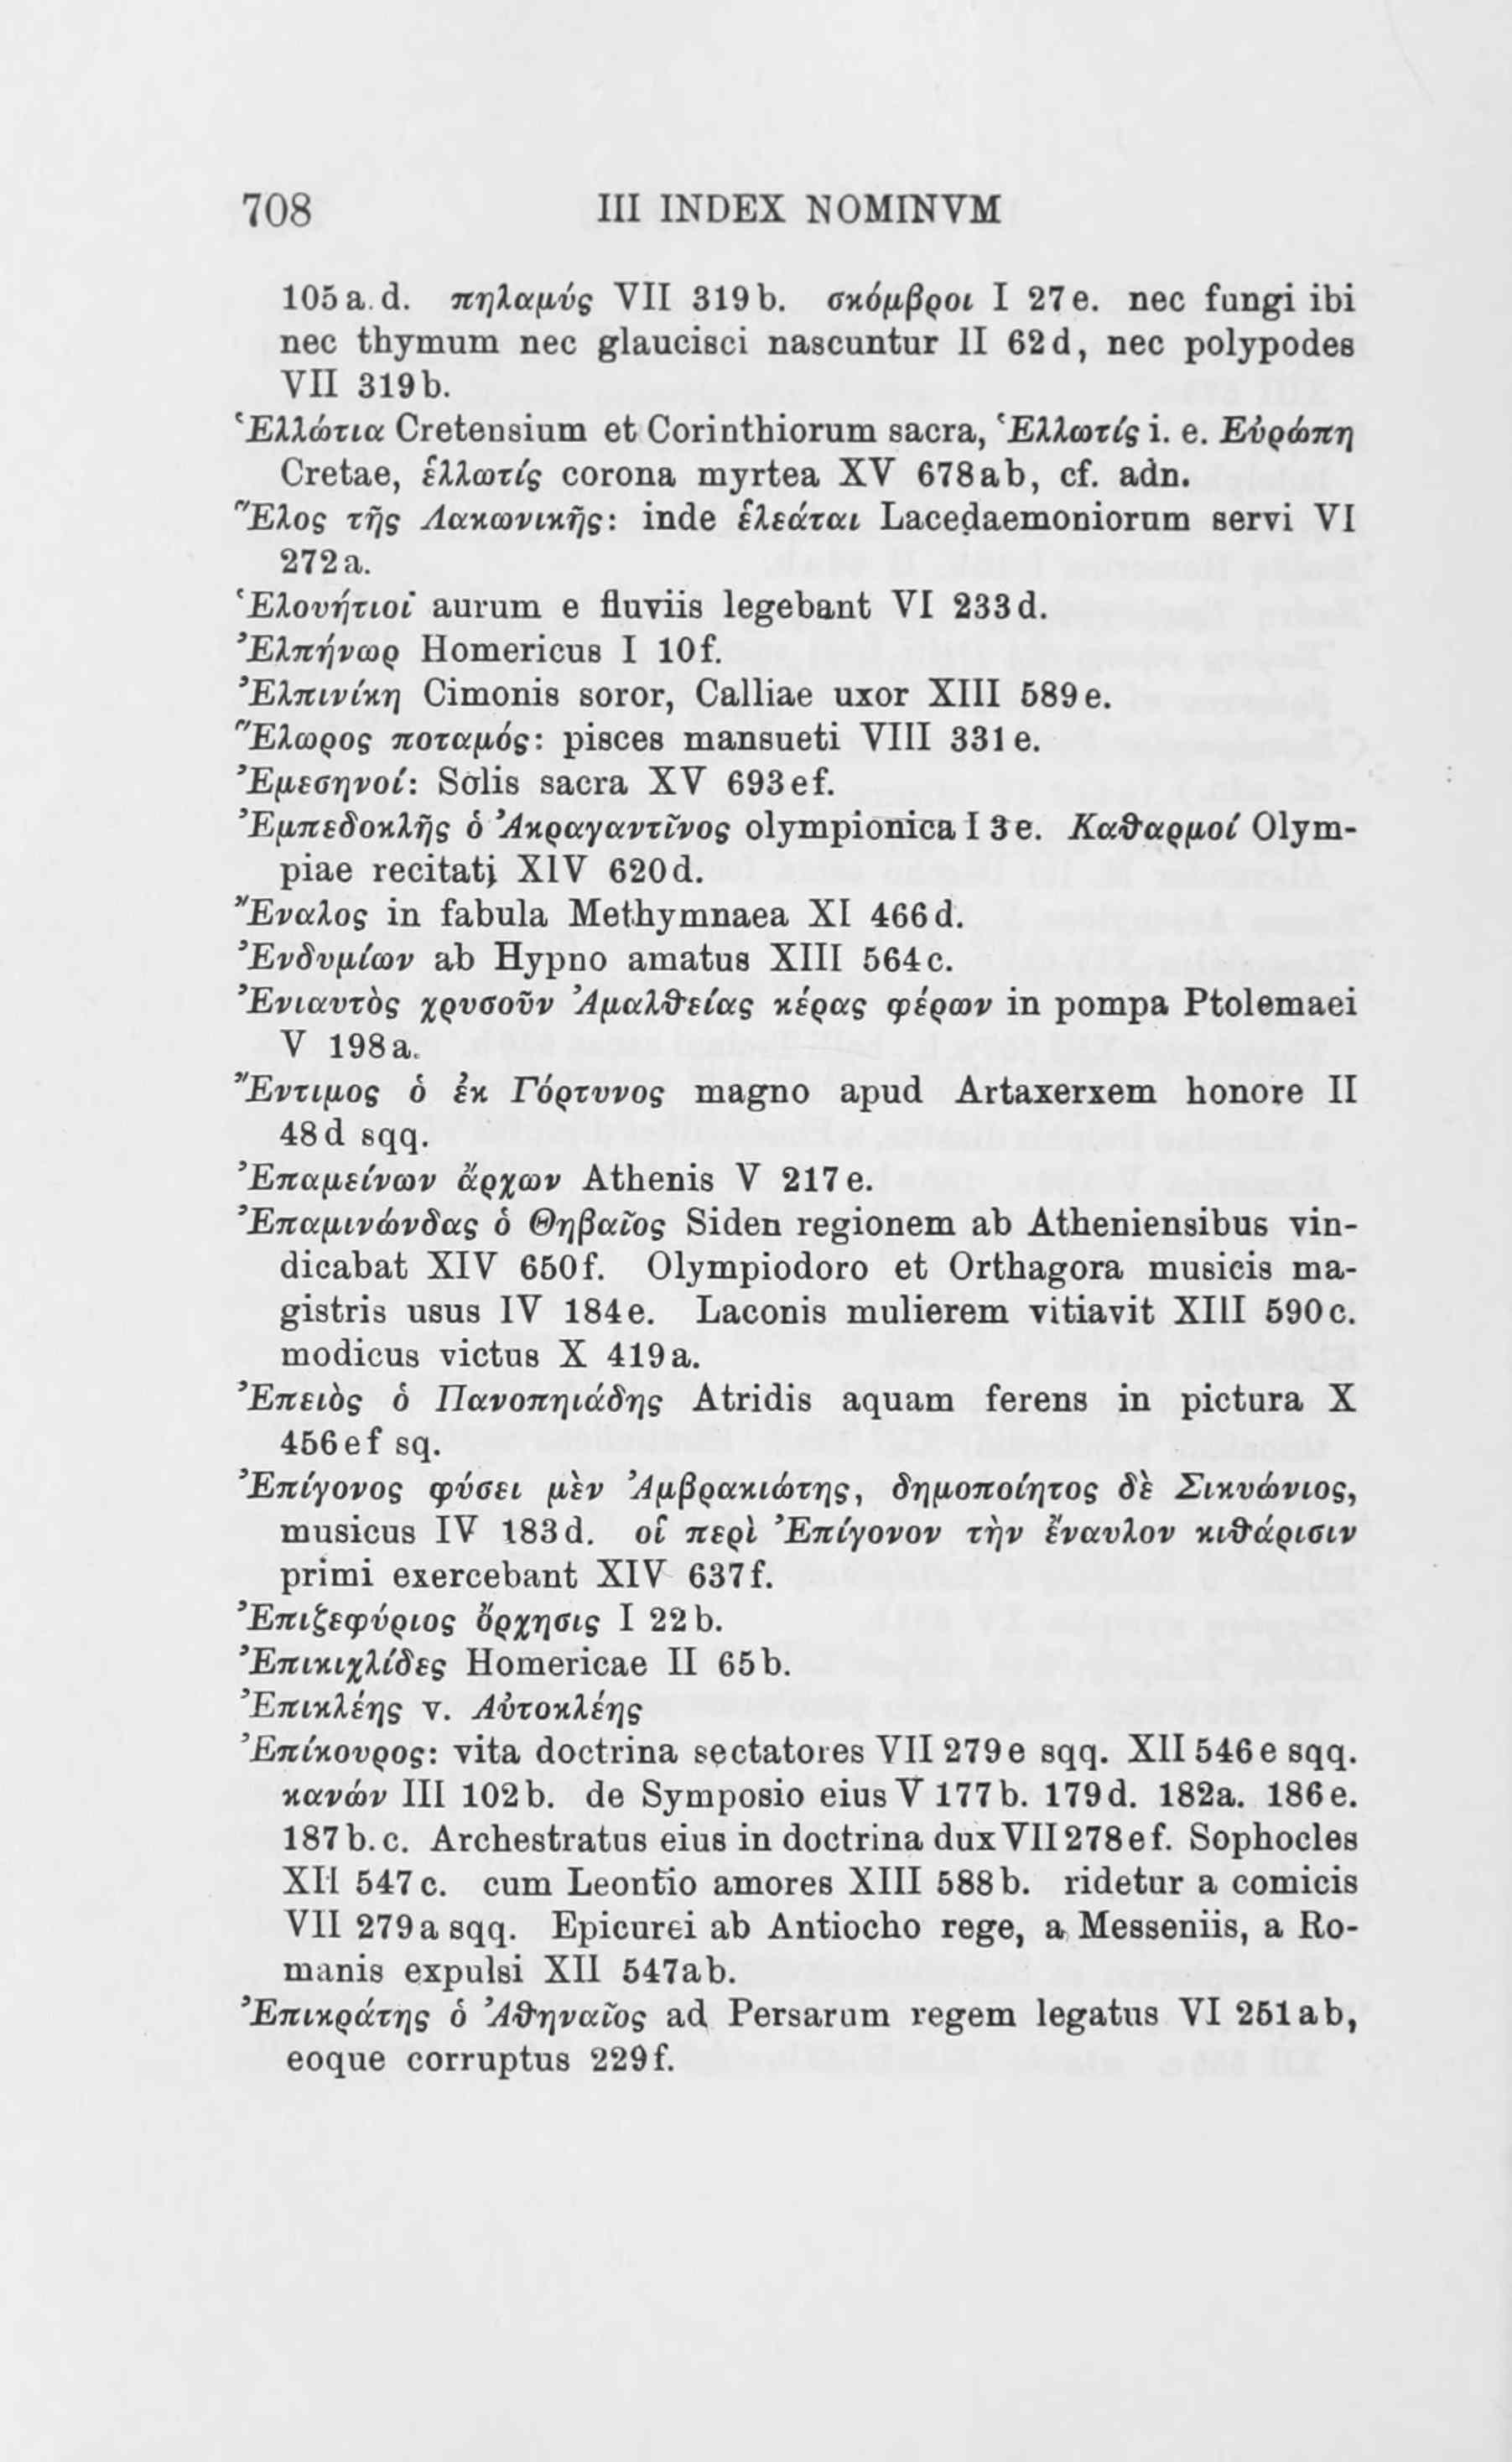 708 III INDEX NOMINVM
105 a. d. πηλαμύς VII 319 b. σκόμβροι I 27 e. nec fungi ibi
nec thymum nec glaucisci nascuntur II 62 d, nec polypodes
VII 319 b.
Ἑλλώτια Cretensium et Corinthiorum sacra, Ἑλλωτίς i. e. Εὐρώπη
Cretae, ἑλλωτίς corona myrtea XV 678 a b, cf. adn.
Ἕλος τῆς Λακωνικῆς: inde ἑλεάται Lacedaemoniorum servi VI
272 a.
Ἑλουήτιοι aurum e fluviis legebant VI 233 d.
Ἐλπήνωρ Homericus I 10 f.
Ἐλπινίκη Cimonis soror, Calliae uxor XIII 589 e.
Ἕλωρος ποταμός: pisces mansueti VIII 331 e.
Ἐμεσηνοί: Solis sacra XV 693 e f.
Ἐμπεδοκλῆς ὁ Ἀκραγαντῖνος olympionica I 3 e. Καθαρμοί Olym-
piae recitati XIV 620 d.
Ἔναλος in fabula Methymnaea XI 466 d.
Ἐνδυμίων ab Hypno amatus XIII 564 c.
Ἐνιαυτὸς χρυσοῦν Ἀμαλθείας κέρας φέρων in pompa Ptolemaei
V 198 a.
Ἔντιμος ὁ ἐκ Γόρτυνος magno apud Artaxerxem honore II
48 d sqq.
Ἐπαμείνων ἄρχων Athenis V 217 e.
Ἐπαμινώνδας ὁ Θηβαῖος Siden regionem ab Atheniensibus vin-
dicabat XIV 650 f. Olympiodoro et Orthagora musicis ma-
gistris usus IV 184 e. Laconis mulierem vitiavit XIII 590 c.
modicus victus X 419 a.
Ἐπειὸς ὁ Πανοπηιάδης Atridis aquam ferens in pictura X
456 e f sq.
Ἐπίγονος φύσει μὲν Ἀμβρακιώτης, δημοποίητος δὲ Σικυώνιος,
musicus IV 183 d. οἱ περὶ Ἐπίγονον τὴν ἔναυλον κιθάρισιν
primi exercebant XIV 637 f.
Ἐπιζεφύριος ὄρχησις I 22 b.
Ἐπικιχλίδες Homericae II 65 b.
Ἐπικλέης v. Αὐτοκλέης
Ἐπίκουρος: vita doctrina sectatores VII 279 e sqq. XII 546 e sqq.
κανών III 102 b. de Symposio eius V 177 b. 179 d. 182a. 186 e.
187 b. c. Archestratus eius in doctrina dux VII 278 e f. Sophocles
XII 547 c. cum Leontio amores XIII 588 b. ridetur a comicis
VII 279 a sqq. Epicurei ab Antiocho rege, a Messeniis, a Ro-
manis expulsi XII 547ab.
Ἐπικράτης ὁ Ἀθηναῖος ad Persarum regem legatus VI 251 a b,
eoque corruptus 229 f.